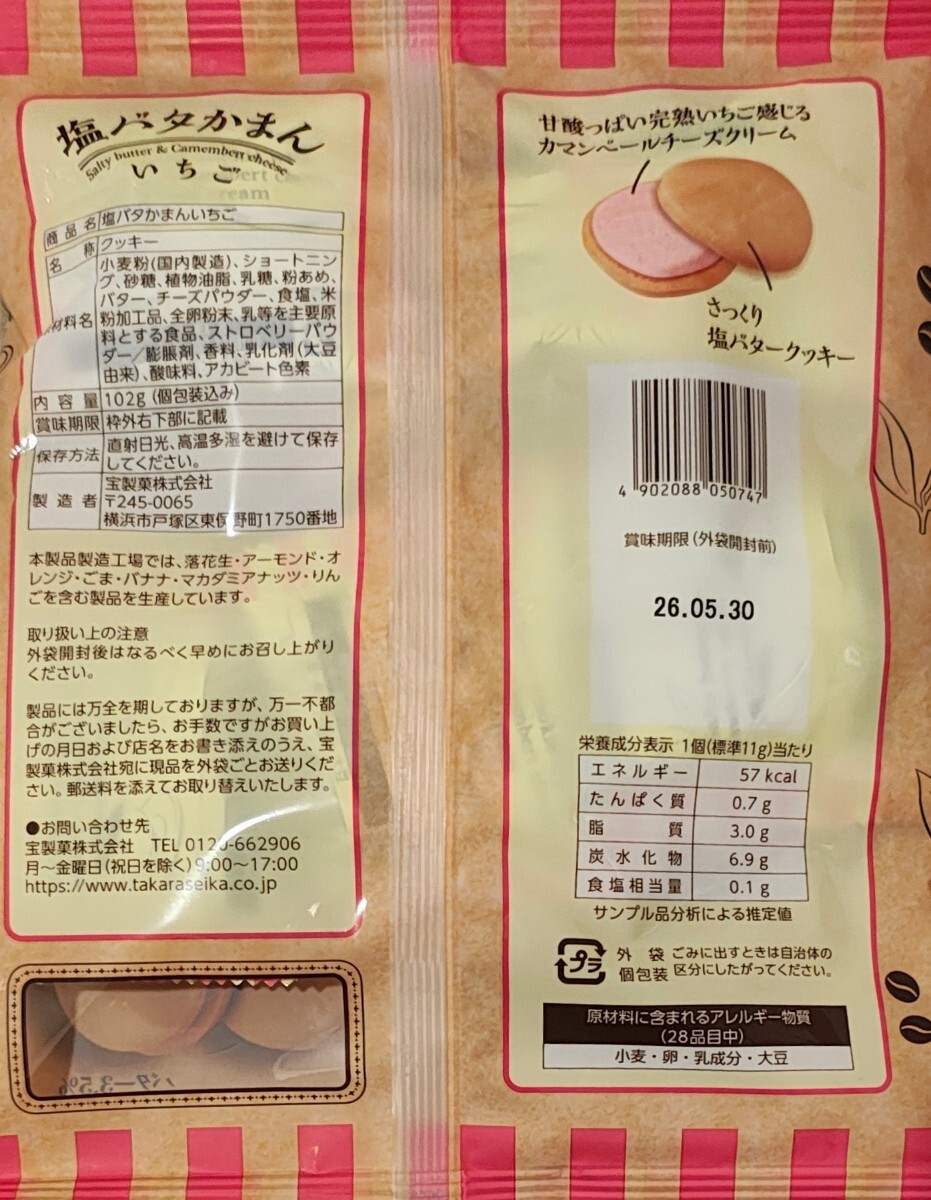 塩バタかまん
Salty butter & Camembert cheese
いちご
商品名 塩バタかまんいちご
名称 クッキー
材料名 小麦粉(国内製造)、ショートニン
グ、砂糖、植物油脂、乳糖、粉あめ、
バター、チーズパウダー、食塩、米
粉加工品、全卵粉末、乳等を主要原
料とする食品、ストロベリーパウ
ダー/膨脹剤、香料、乳化剤(大豆
由来)、酸味料、アカビート色素
内容量 102g(個包装込み)
賞味期限 枠外右下部に記載
保存方法 直射日光、高温多湿を避けて保存
してください。
製造者 宝製菓株式会社
〒245-0065
横浜市戸塚区東俣野町1750番地
本製品製造工場では、落花生・アーモンド・オ
レンジ・ごま・バナナ・マカダミアナッツ・りん
ごを含む製品を生産しています。
取り扱い上の注意
外袋開封後はなるべく早めにお召し上がり
ください。
製品には万全を期しておりますが、万一不都
合がございましたら、お手数ですがお買い上
げの月日および店名をお書き添えのうえ、宝
製菓株式会社宛に現品を外袋ごとお送りくだ
さい。郵送料を添えてお取り替えいたします。
●お問い合わせ先
宝製菓株式会社 TEL 0120-662906
月〜金曜日(祝日を除く)9:00〜17:00
https://www.takaraseika.co.jp
バター3.5%
甘酸っぱい完熟いちご感じる
カマンベールチーズクリーム
さっくり
塩バタークッキー
4 902088 050747
賞味期限(外袋開封前)
26.05.30
栄養成分表示 1個(標準11g)当たり
エネルギー 57 kcal
たんぱく質 0.7 g
脂質 3.0 g
炭水化物 6.9 g
食塩相当量 0.1 g
サンプル品分析による推定値
プラ 外袋 ごみに出すときは自治体の
個包装 区分にしたがってください。
原材料に含まれるアレルギー物質
(28品目中)
小麦・卵・乳成分・大豆